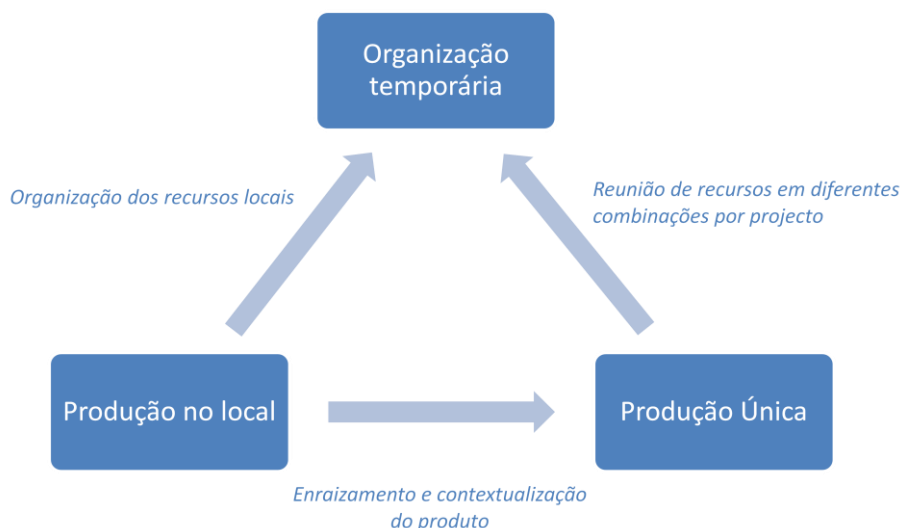 Organização
temporária
Organização dos recursos locais
Reunião de recursos em diferentes
combinações por projecto
Produção no local
Produção Única
Enraizamento e contextualização
do produto